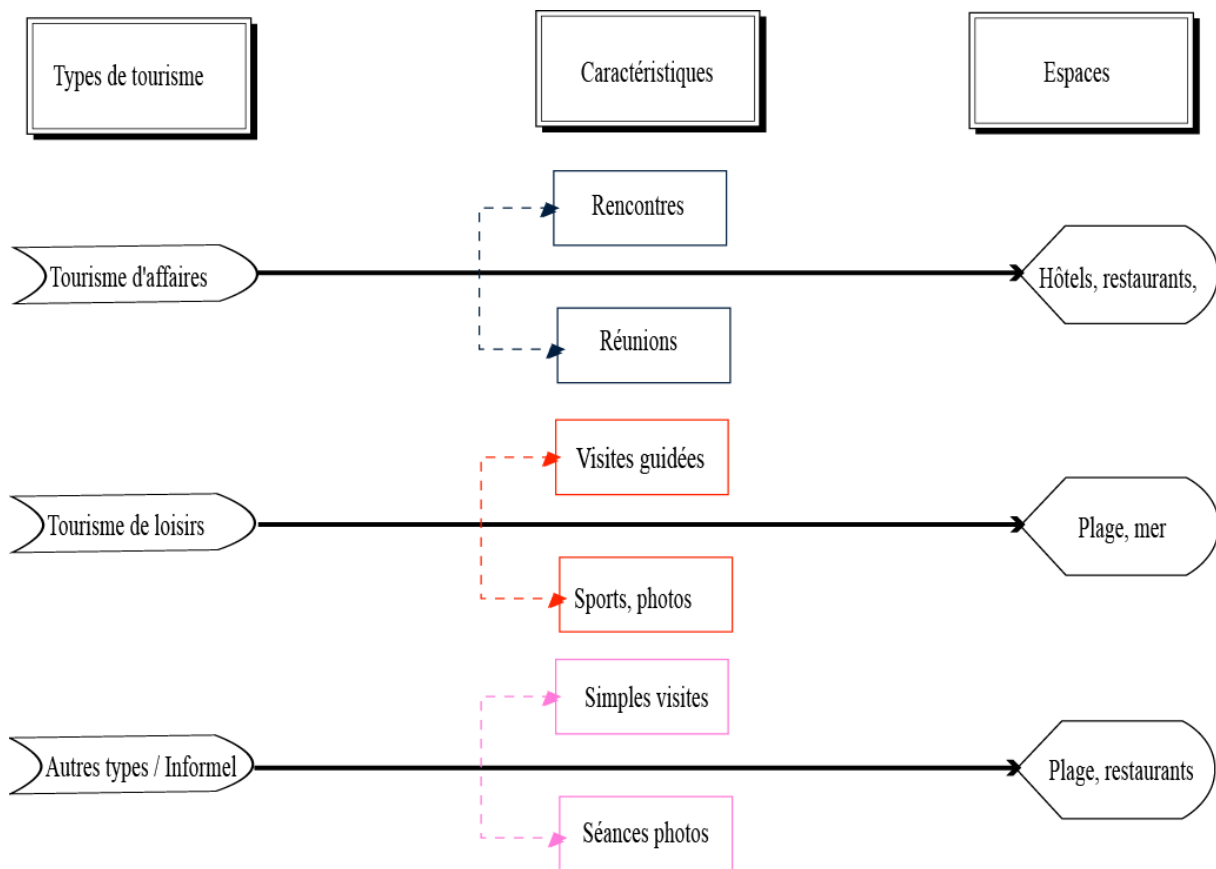 Types de tourisme
Caractéristiques
Espaces
Rencontres
Tourisme d'affaires
Hôtels, restaurants,
Réunions
Visites guidées
Tourisme de loisirs
Plage, mer
Sports, photos
Simples visites
Autres types / Informel
Plage, restaurants
Séances photos